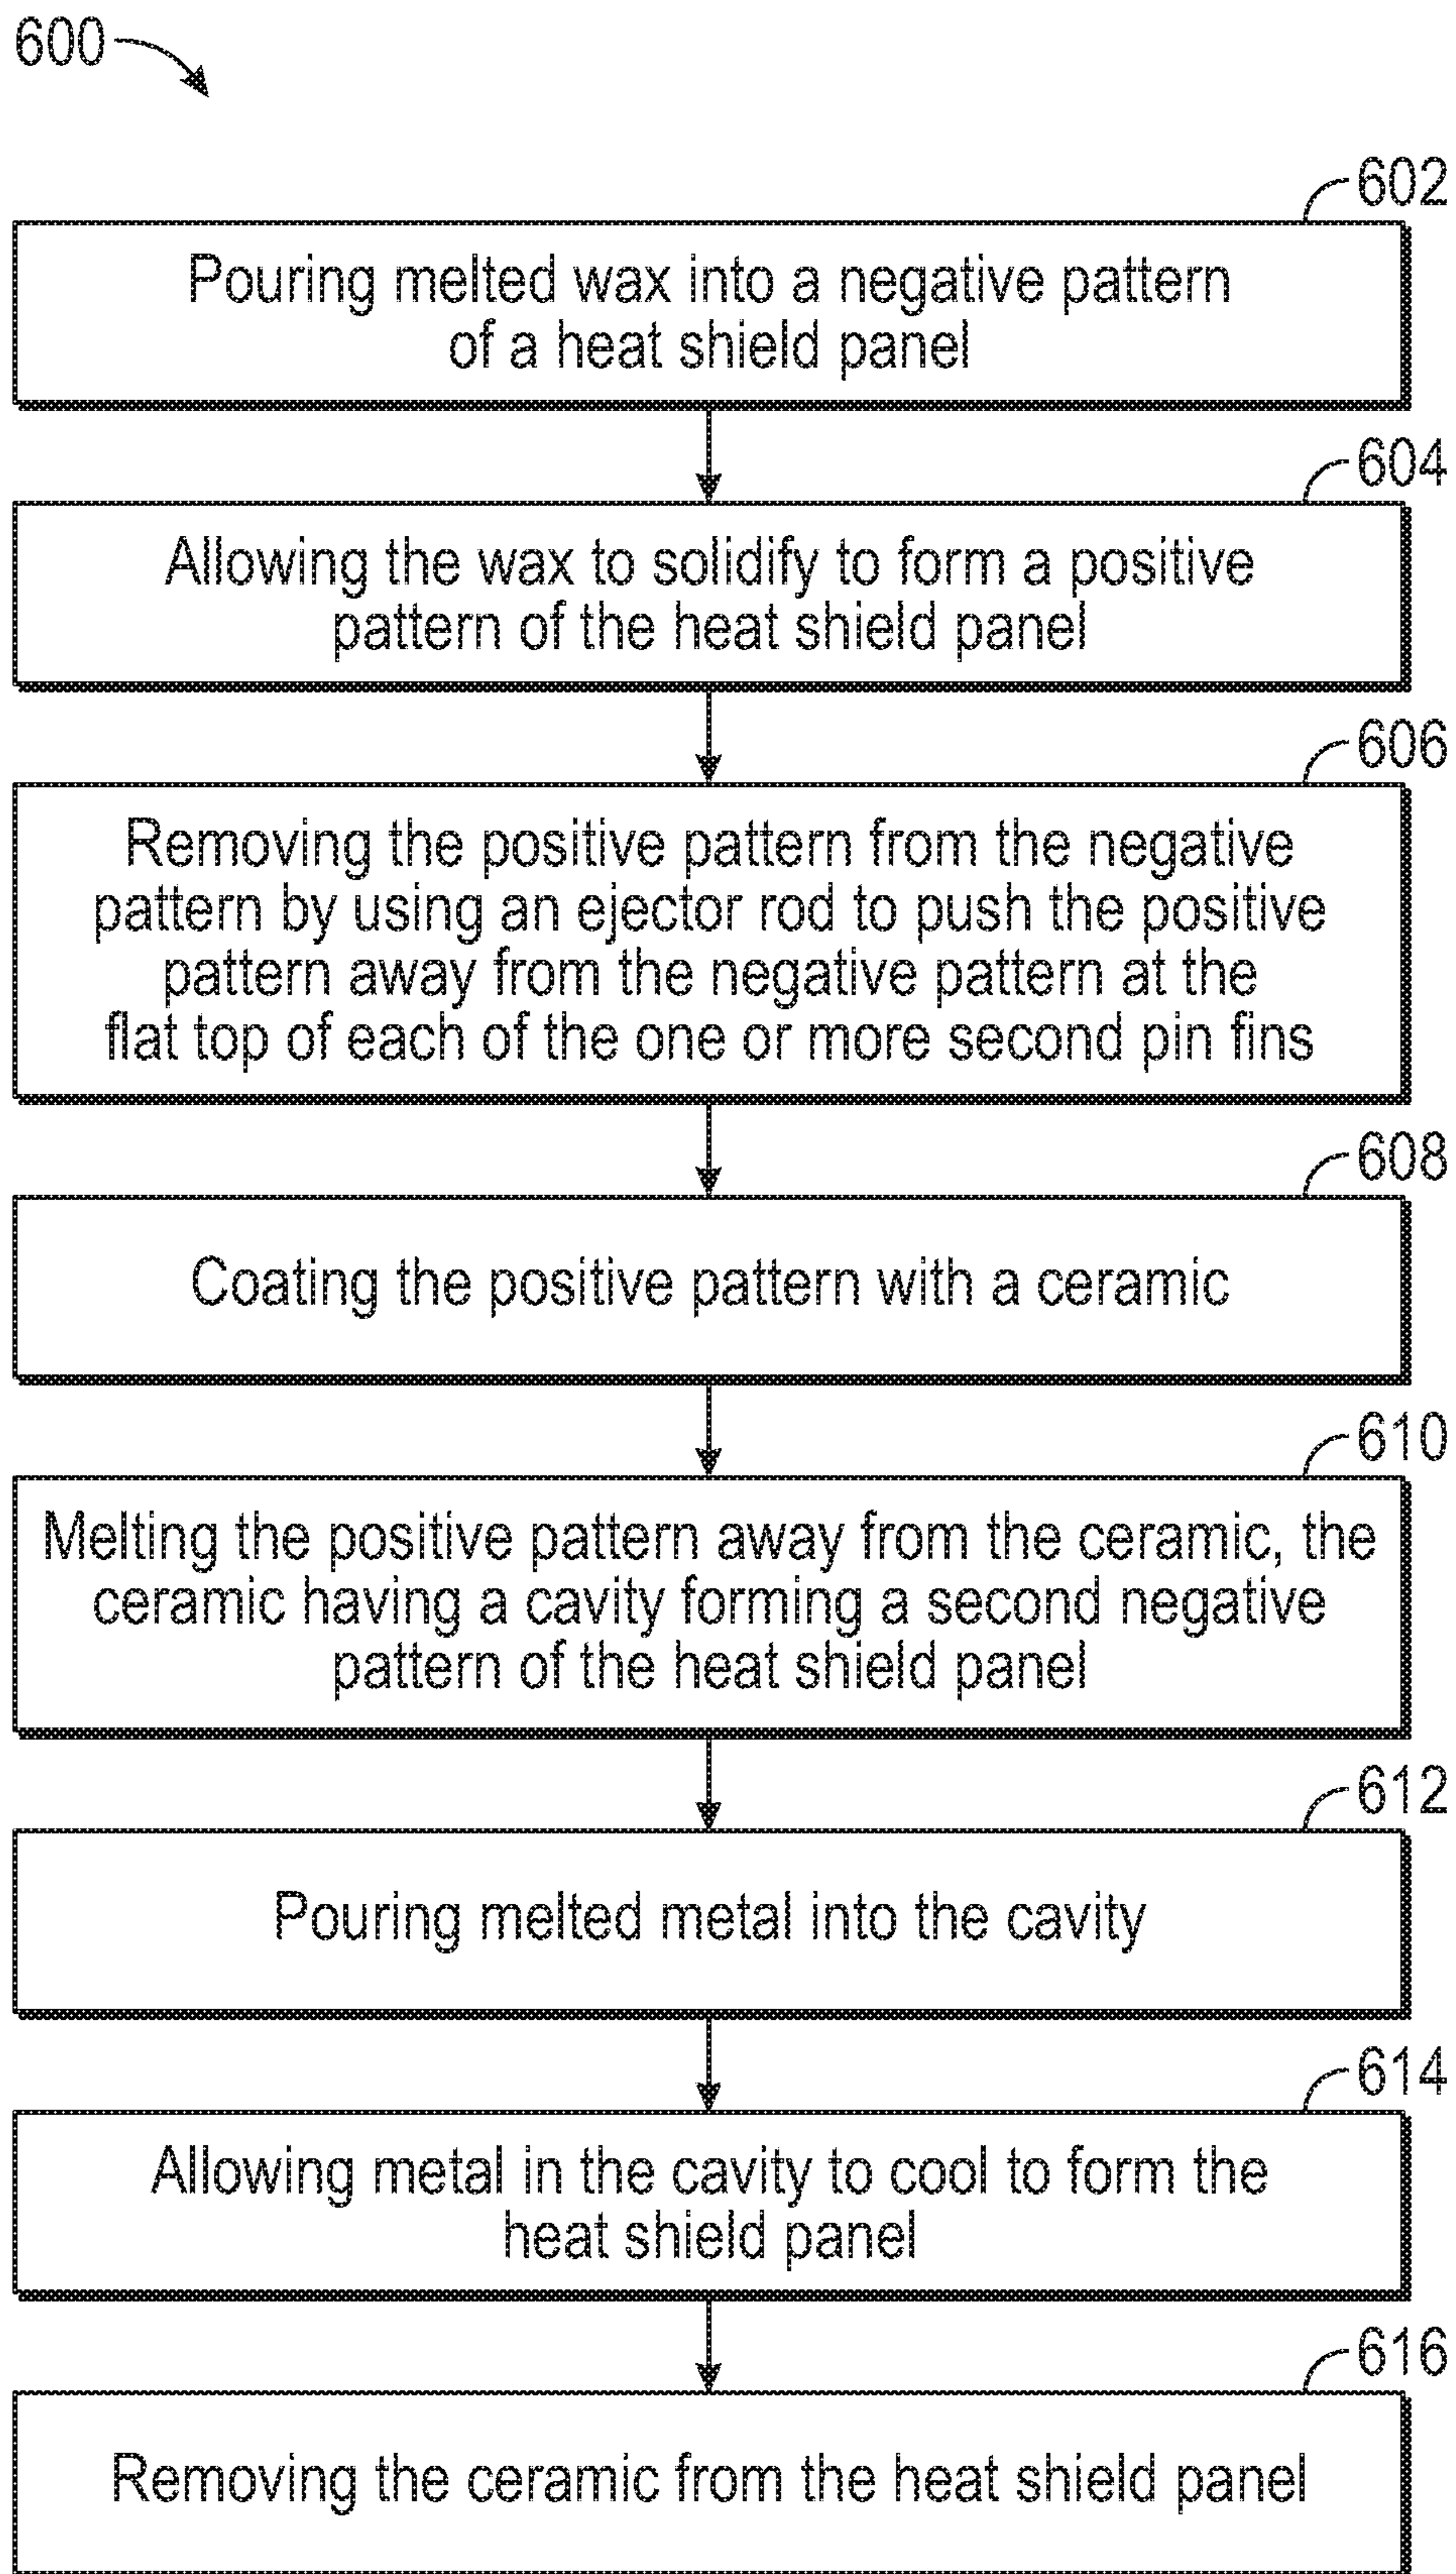 600
602
Pouring melted wax into a negative pattern
of a heat shield panel
604
Allowing the wax to solidify to form a positive
pattern of the heat shield panel
606
Removing the positive pattern from the negative
pattern by using an ejector rod to push the positive
pattern away from the negative pattern at the
flat top of each of the one or more second pin fins
608
Coating the positive pattern with a ceramic
610
Melting the positive pattern away from the ceramic, the
ceramic having a cavity forming a second negative
pattern of the heat shield panel
612
Pouring melted metal into the cavity
614
Allowing metal in the cavity to cool to form the
heat shield panel
616
Removing the ceramic from the heat shield panel